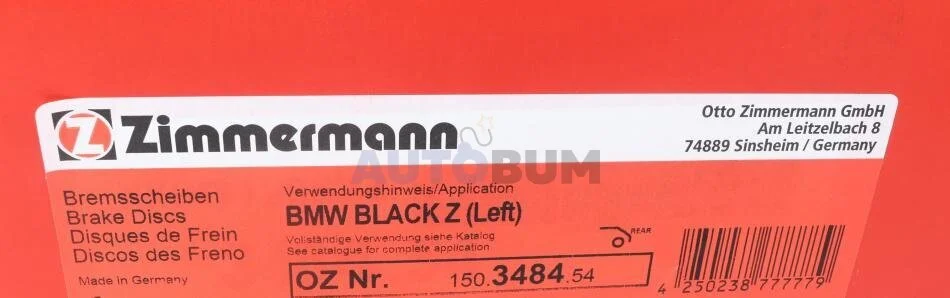 Zimmermann
Otto Zimmermann GmbH
Am Leitzelbach 8
74889 Sinsheim / Germany
AUTOBUM
Bremsscheiben
Brake Discs
Disques de Frein
Discos de Freno
Made in Germany
Verwendungshinweis/Application
BMW BLACK Z (Left)
Vollständige Verwendung siehe Katalog
See catalogue for complete application
REAR
OZ Nr. 150.3484.54
4 250238 777779